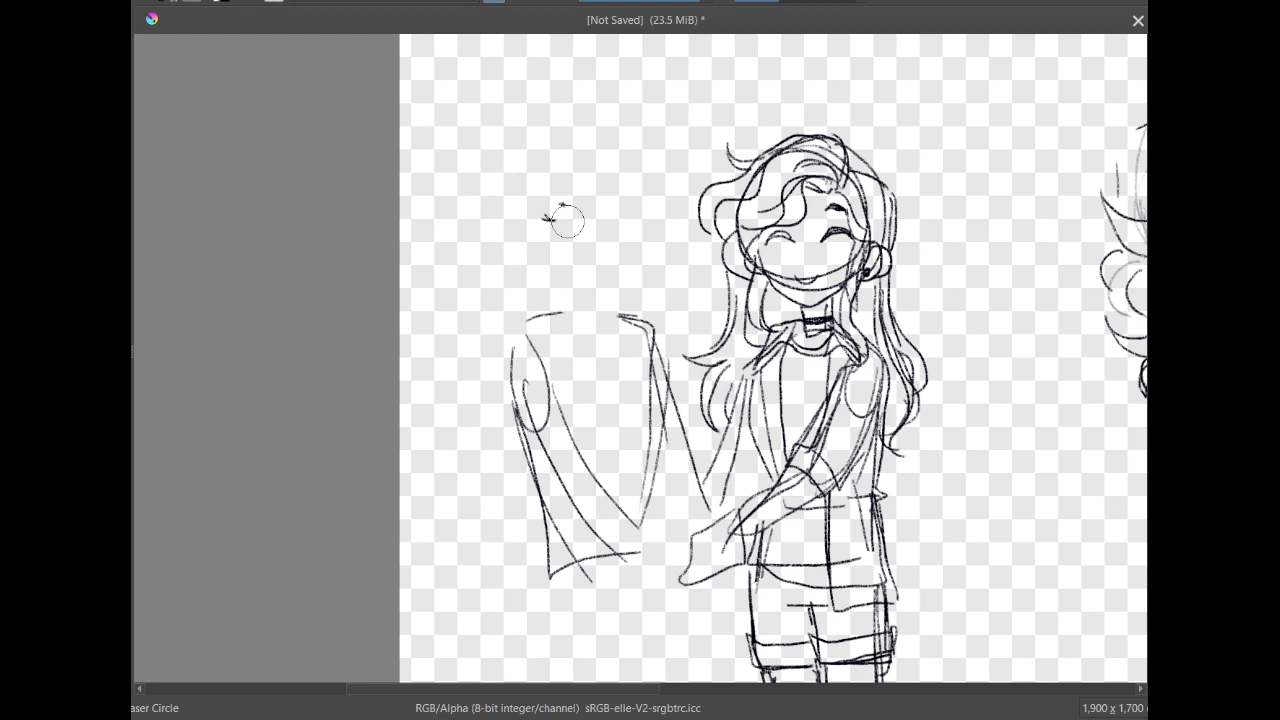 [Not Saved] (23.5 MiB) *
aser Circle
RGB/Alpha (8-bit integer/channel) sRGB-elle-V2-srgbtrc.icc
1,900 x 1,700